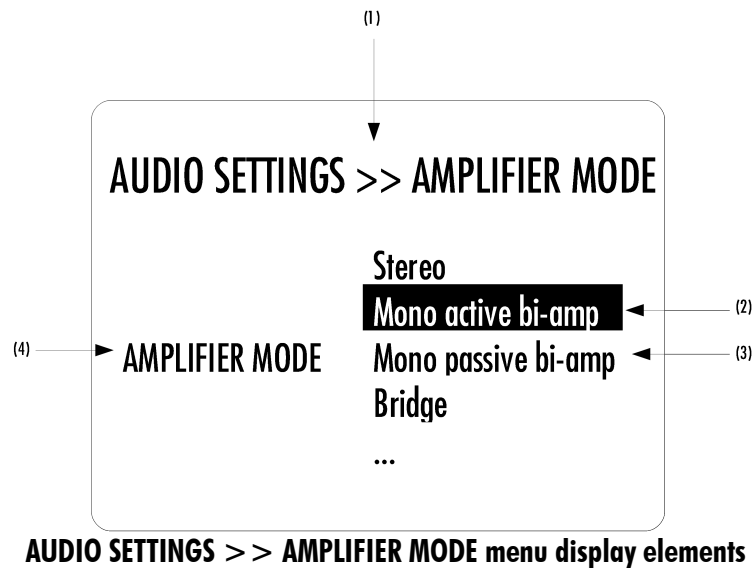 (1)
AUDIO SETTINGS >> AMPLIFIER MODE
Stereo
Mono active bi-amp
(2)
(4)
AMPLIFIER MODE
Mono passive bi-amp
(3)
Bridge
...
AUDIO SETTINGS >> AMPLIFIER MODE menu display elements